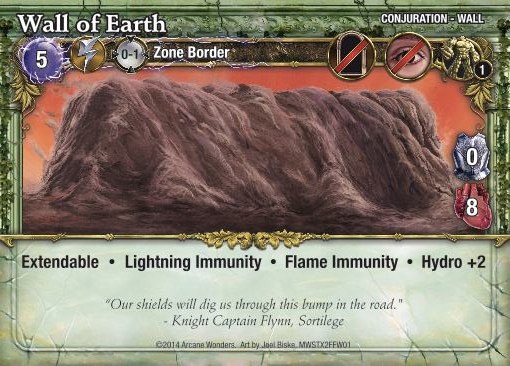 Wall of Earth
CONJURATION - WALL
5
0-1 Zone Border
1
0
8
Extendable • Lightning Immunity • Flame Immunity • Hydro +2
"Our shields will dig us through this bump in the road."
- Knight Captain Flynn, Sortilege
©2014 Arcane Wonders. Art by Joel Biske. MWSTX2FFW01